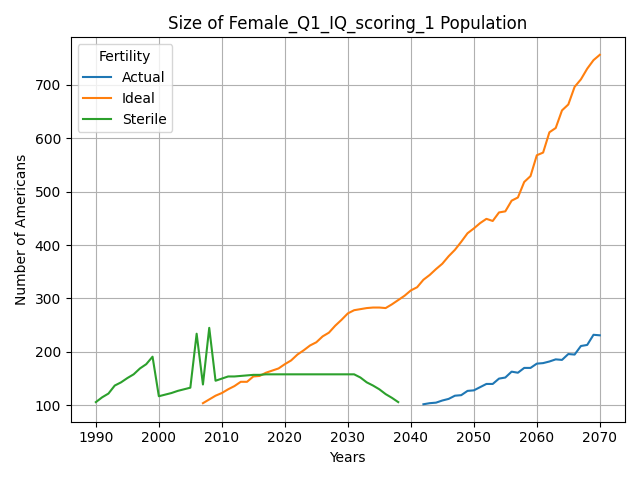 Size of Female_Q1_IQ_scoring_1 Population
Fertility
Actual
Ideal
Sterile
Number of Americans
700
600
500
400
300
200
100
1990 2000 2010 2020 2030 2040 2050 2060 2070
Years